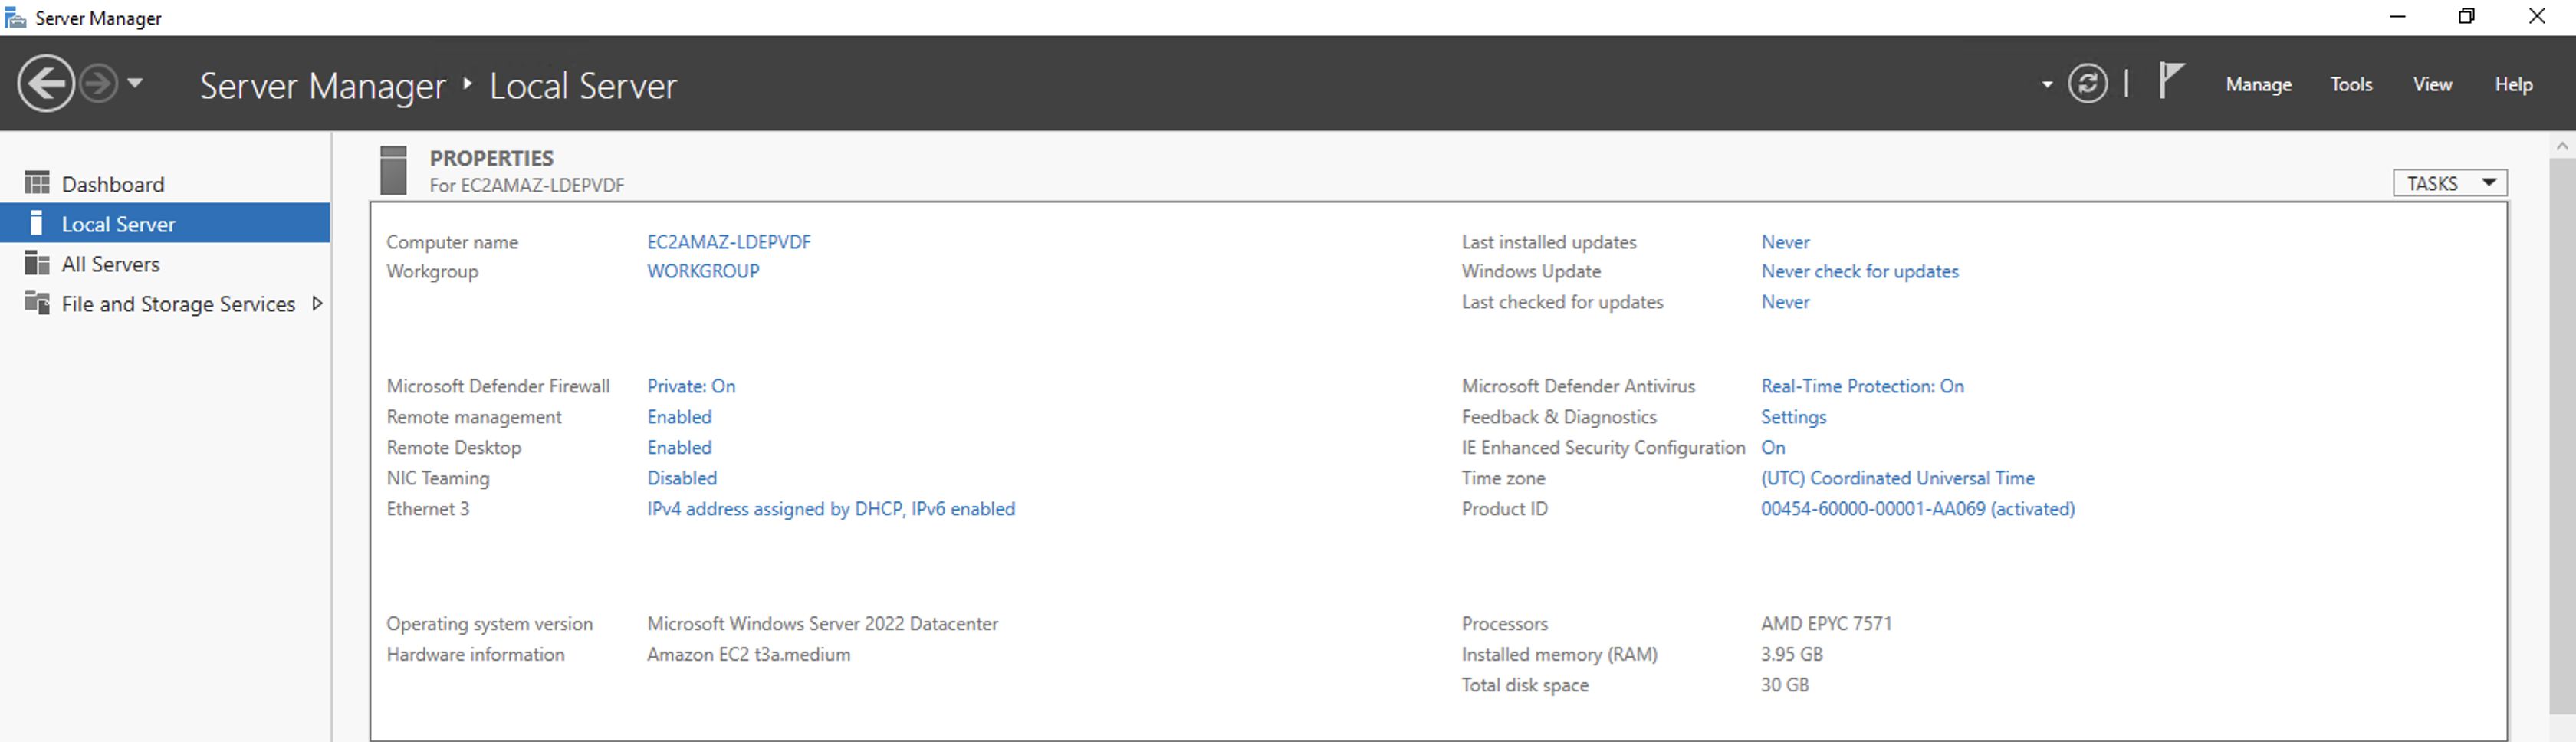 Server Manager
Server Manager ‣ Local Server
Manage Tools View Help
Dashboard
Local Server
All Servers
File and Storage Services
PROPERTIES
For EC2AMAZ-LDEPVDF
TASKS
Computer name EC2AMAZ-LDEPVDF
Workgroup WORKGROUP
Last installed updates Never
Windows Update Never check for updates
Last checked for updates Never
Microsoft Defender Firewall Private: On
Remote management Enabled
Remote Desktop Enabled
NIC Teaming Disabled
Ethernet 3 IPv4 address assigned by DHCP, IPv6 enabled
Microsoft Defender Antivirus Real-Time Protection: On
Feedback & Diagnostics Settings
IE Enhanced Security Configuration On
Time zone (UTC) Coordinated Universal Time
Product ID 00454-60000-00001-AA069 (activated)
Operating system version Microsoft Windows Server 2022 Datacenter
Hardware information Amazon EC2 t3a.medium
Processors AMD EPYC 7571
Installed memory (RAM) 3.95 GB
Total disk space 30 GB